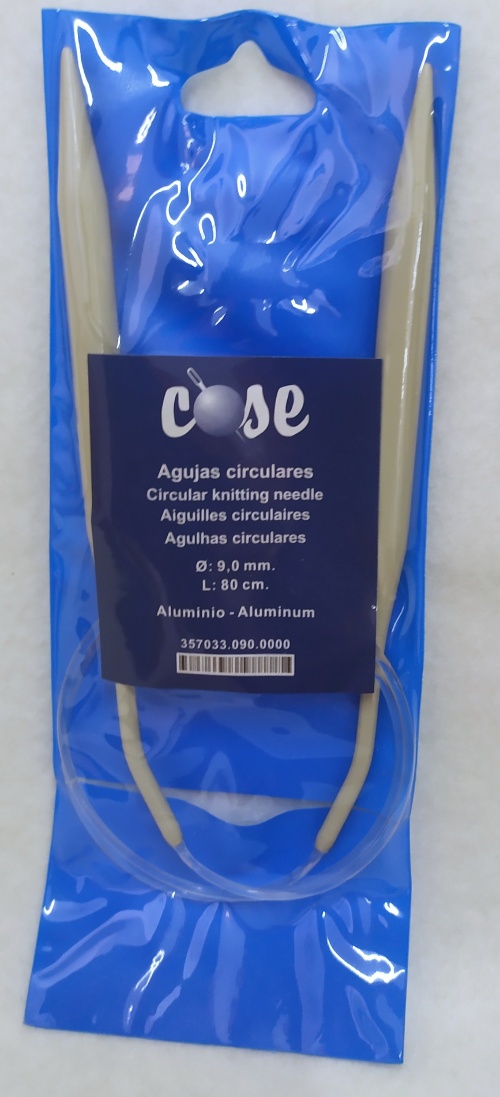 cose
Agujas circulares
Circular knitting needle
Aiguilles circulaires
Agulhas circulares
Ø: 9,0 mm.
L: 80 cm.
Aluminio - Aluminum
357033.090.0000